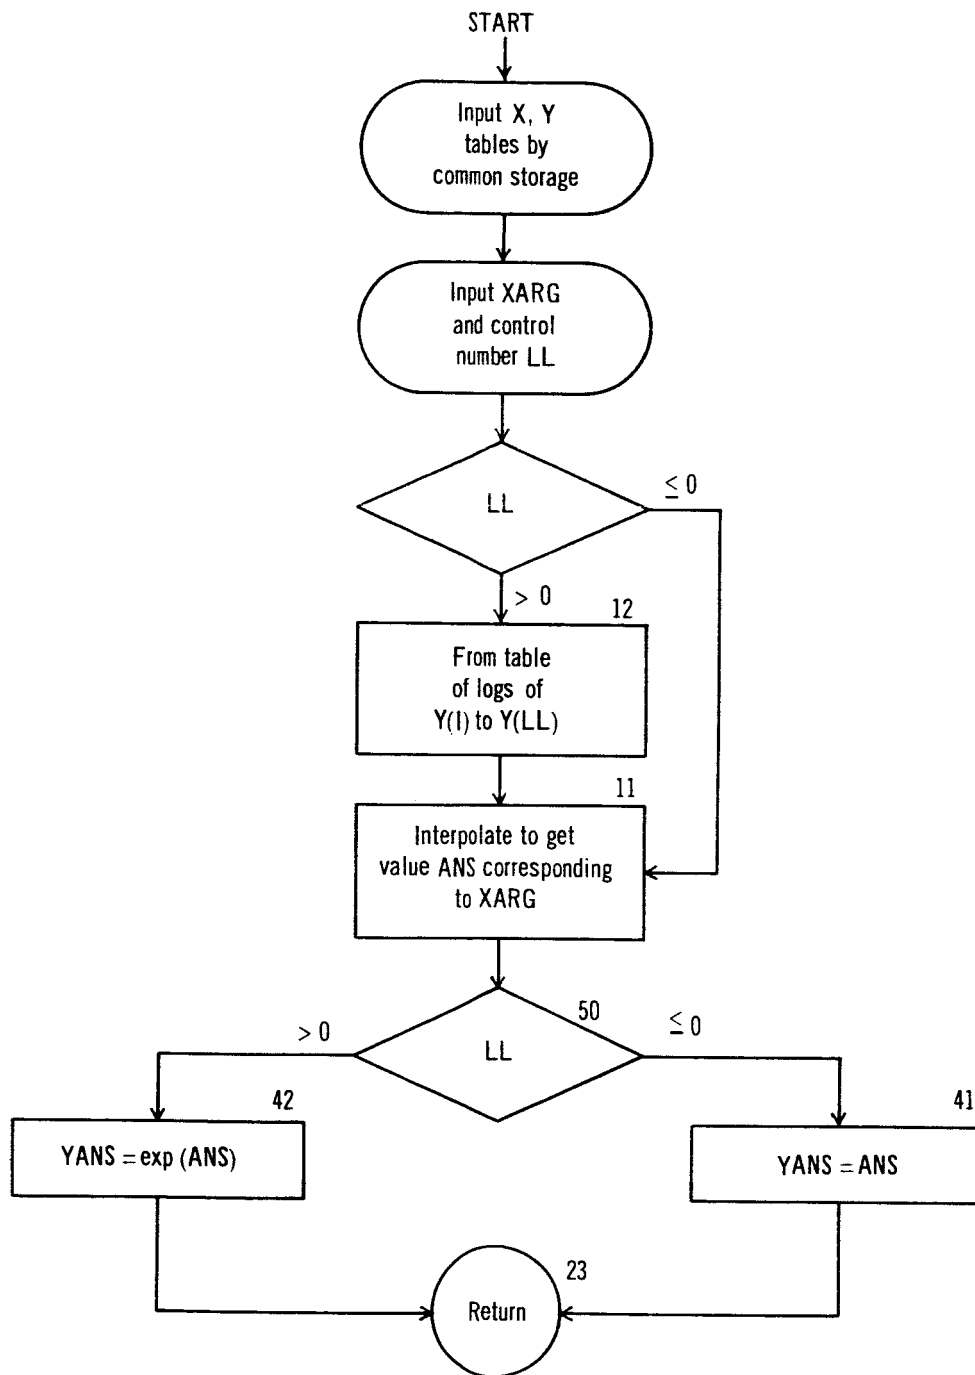 START
Input X, Y
tables by
common storage
Input XARG
and control
number LL
LL
≤ 0
> 0
12
From table
of logs of
Y(I) to Y(LL)
11
Interpolate to get
value ANS corresponding
to XARG
50
> 0
LL
≤ 0
42
41
YANS = exp (ANS)
YANS = ANS
23
Return